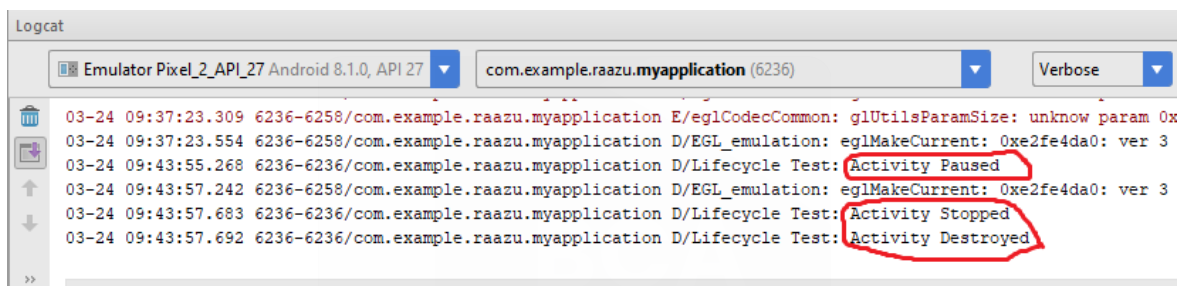 Logcat
Emulator Pixel_2_API_27 Android 8.1.0, API 27 com.example.raazu.myapplication (6236) Verbose
03-24 09:37:23.309 6236-6258/com.example.raazu.myapplication E/eglCodecCommon: glUtilsParamSize: unknow param 0x
03-24 09:37:23.554 6236-6258/com.example.raazu.myapplication D/EGL_emulation: eglMakeCurrent: 0xe2fe4da0: ver 3
03-24 09:43:55.268 6236-6236/com.example.raazu.myapplication D/Lifecycle Test: Activity Paused
03-24 09:43:57.242 6236-6258/com.example.raazu.myapplication D/EGL_emulation: eglMakeCurrent: 0xe2fe4da0: ver 3
03-24 09:43:57.683 6236-6236/com.example.raazu.myapplication D/Lifecycle Test: Activity Stopped
03-24 09:43:57.692 6236-6236/com.example.raazu.myapplication D/Lifecycle Test: Activity Destroyed